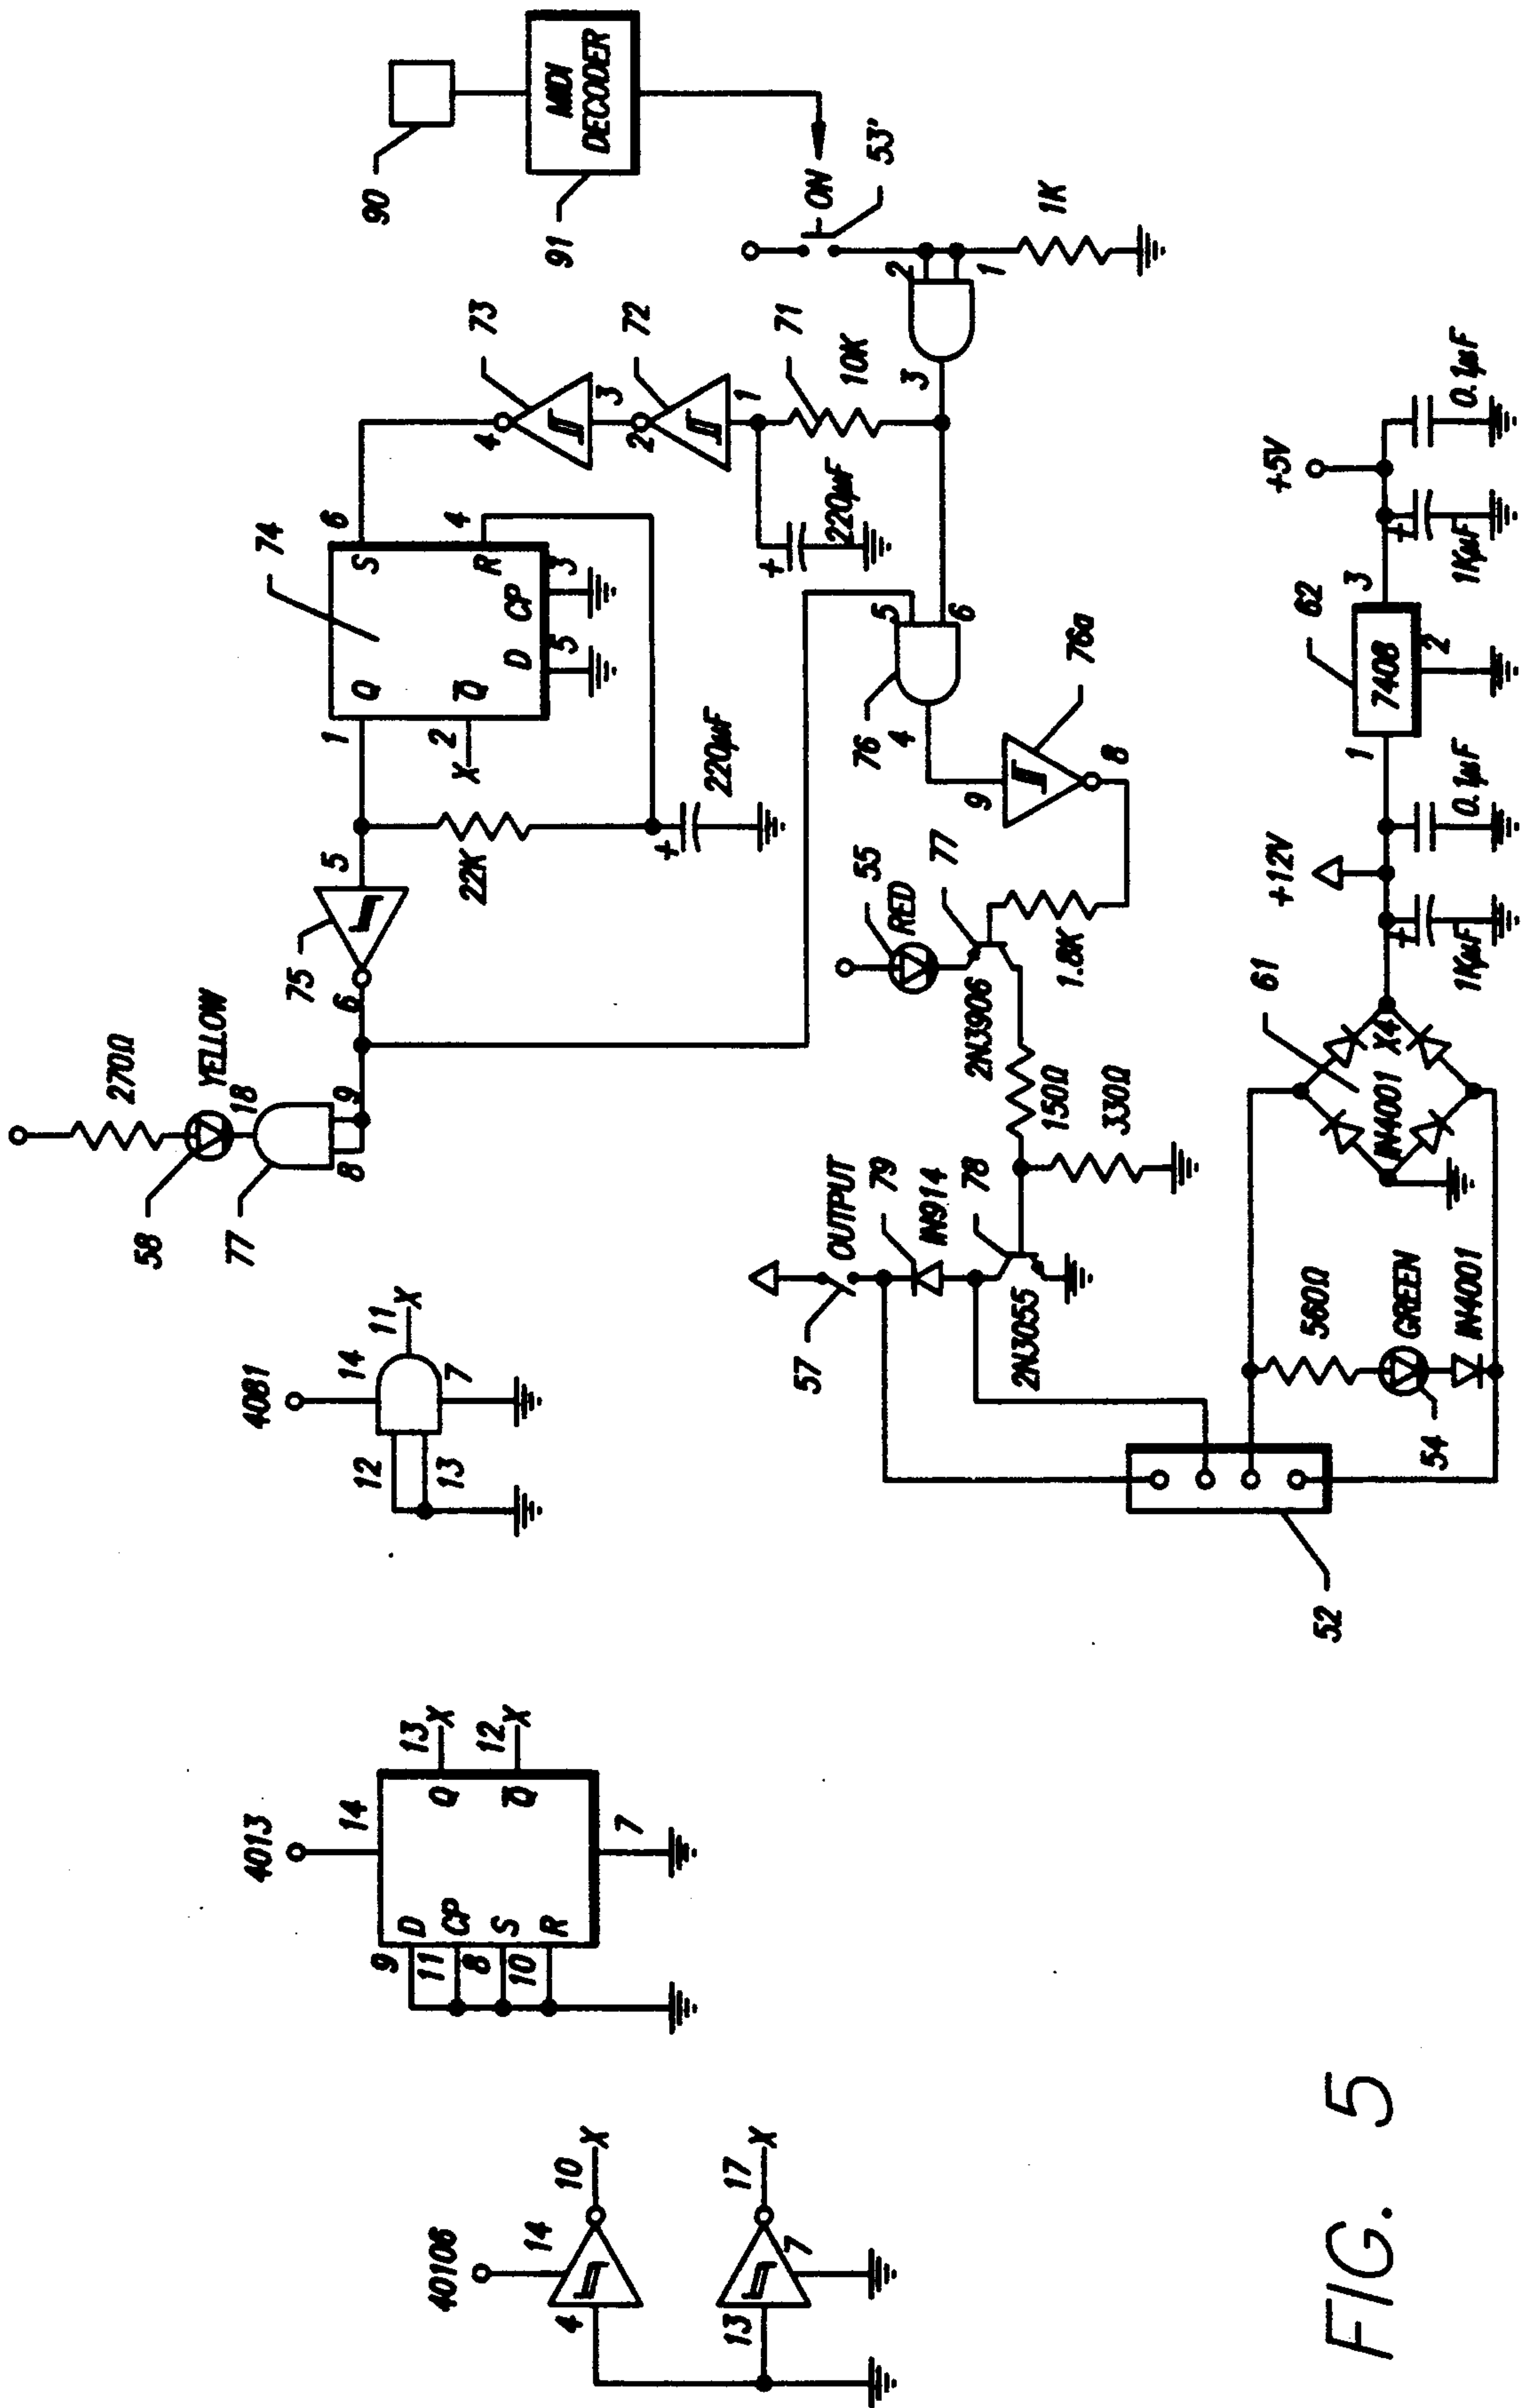 90
91
MIDI
DECODER
ON
53'
2
1
1K
3
73
72
71
10K
4
3
2
1
220µF
+
74
6
S
4
R
CP
3
D
5
Q
Q
1
2
X
22K
220µF
+
5
75
6
270Ω
YELLOW
58
18
77
9
8
5
6
76
4
76a
9
8
55
RED
77
2N3906
1.8K
150Ω
330Ω
OUTPUT
57
79
IN914
78
2N3055
52
560Ω
GREEN
54
IN4001
61
IN4001
X4
+12V
1KµF
+
0.1µF
1
62
7408
2
3
+5V
1KµF
+
0.1µF
4081
14
11
X
12
13
7
4013
14
13
X
Q
12
X
Q
9
D
11
CP
8
S
10
R
7
40106
14
10
X
4
17
X
13
7
FIG. 5